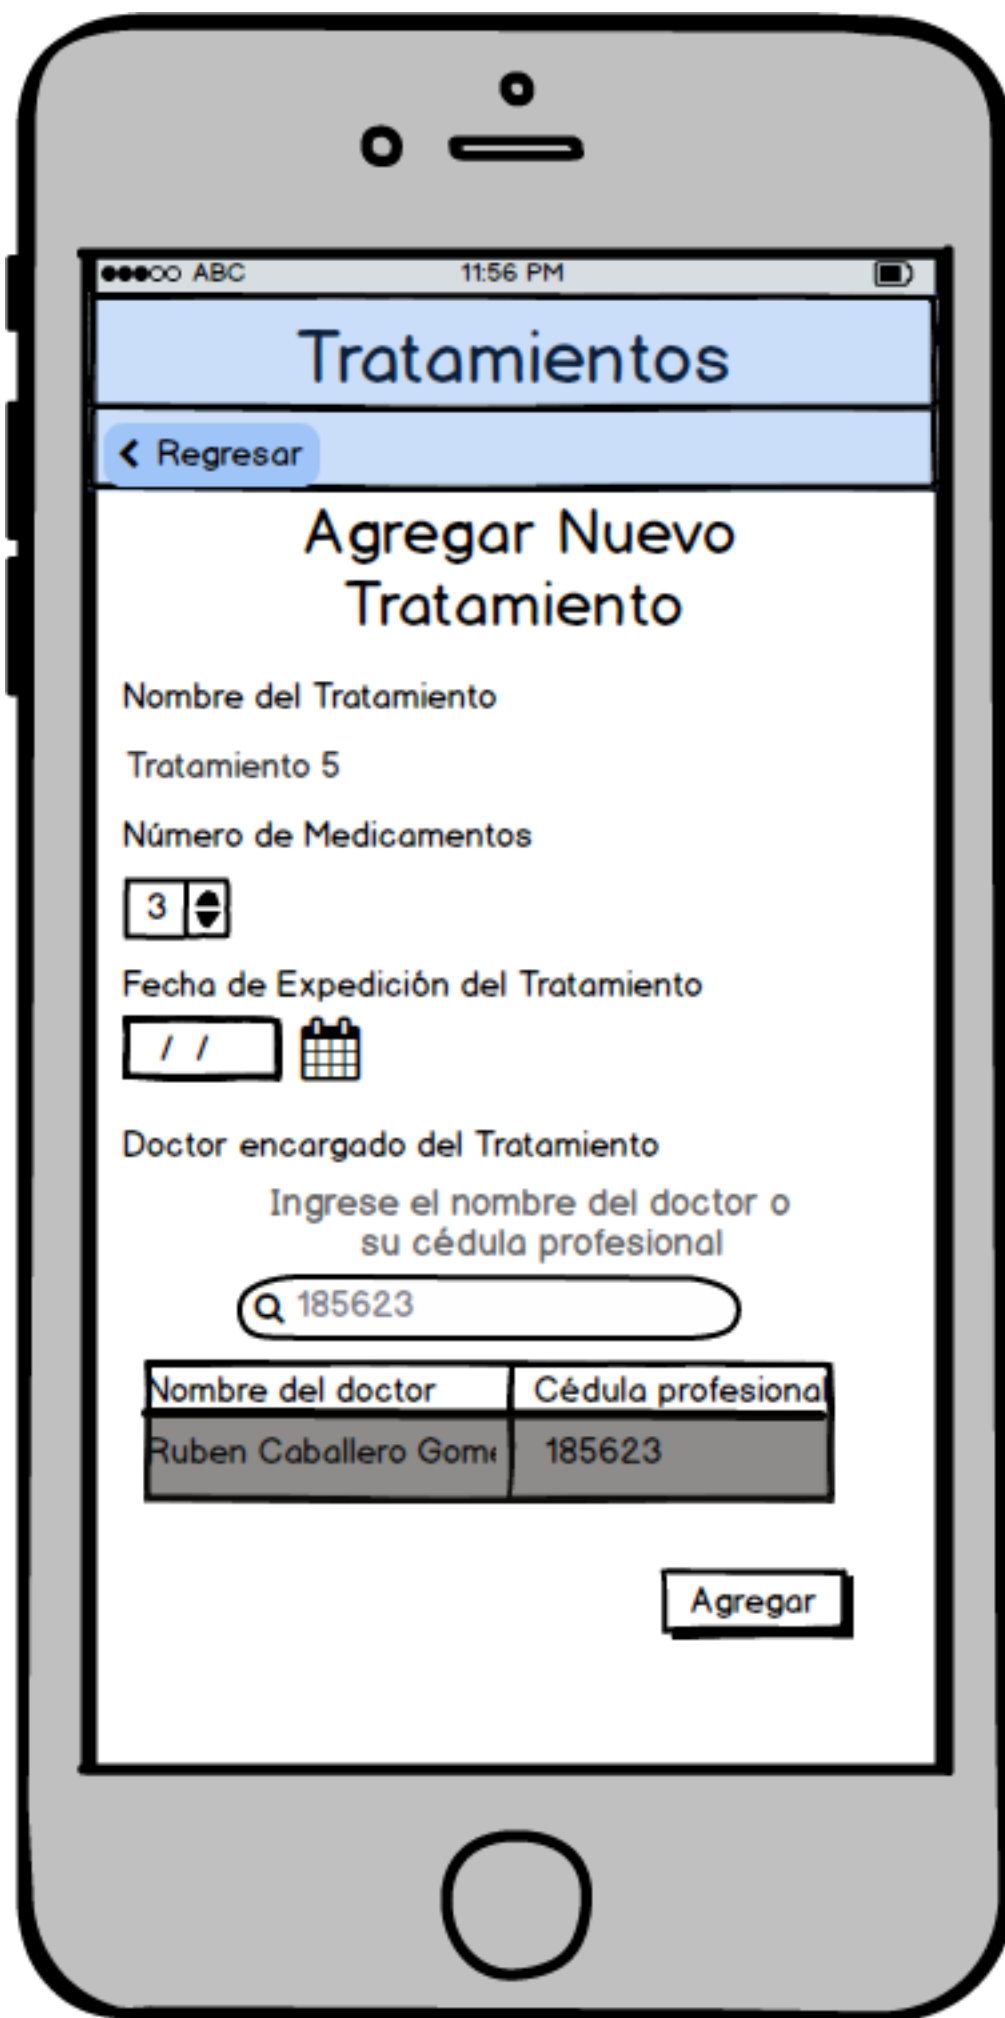 ABC 11:56 PM
Tratamientos
Regresar
Agregar Nuevo
Tratamiento
Nombre del Tratamiento
Tratamiento 5
Número de Medicamentos
3
Fecha de Expedición del Tratamiento
/ /
Doctor encargado del Tratamiento
Ingrese el nombre del doctor o
su cédula profesional
185623
Nombre del doctor Cédula profesional
Ruben Caballero Gome 185623
Agregar